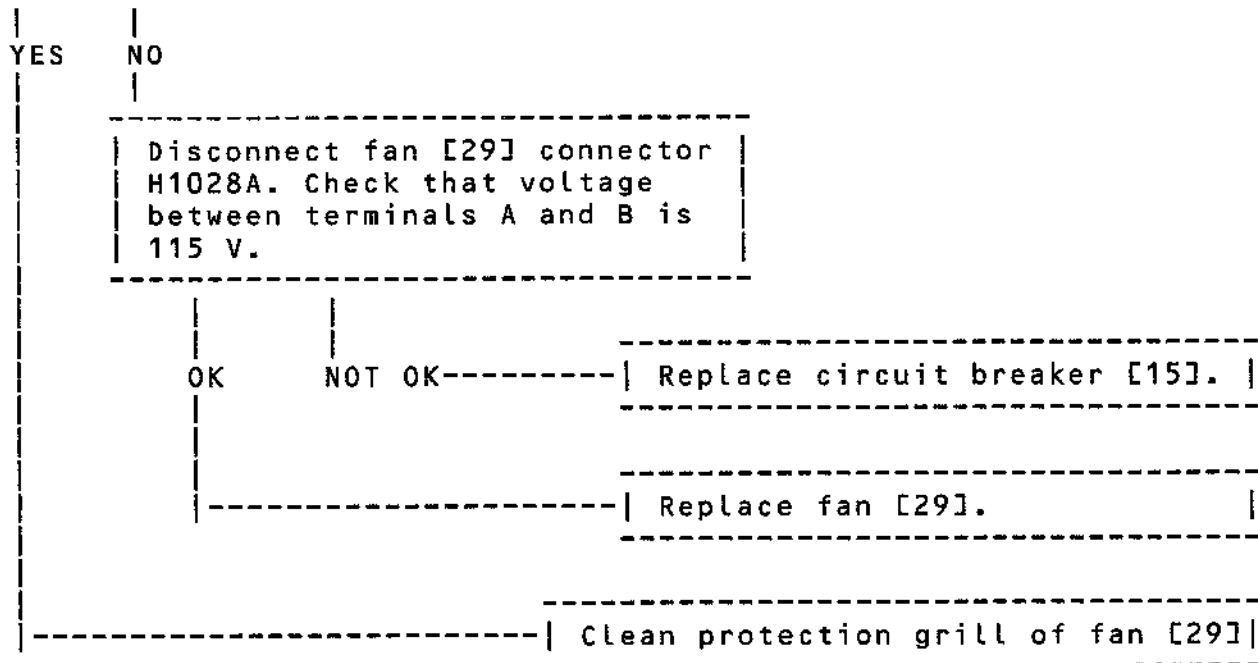 YES NO
Disconnect fan [29] connector
H1028A. Check that voltage
between terminals A and B is
115 V.
OK NOT OK
Replace circuit breaker [15].
Replace fan [29].
Clean protection grill of fan [29]